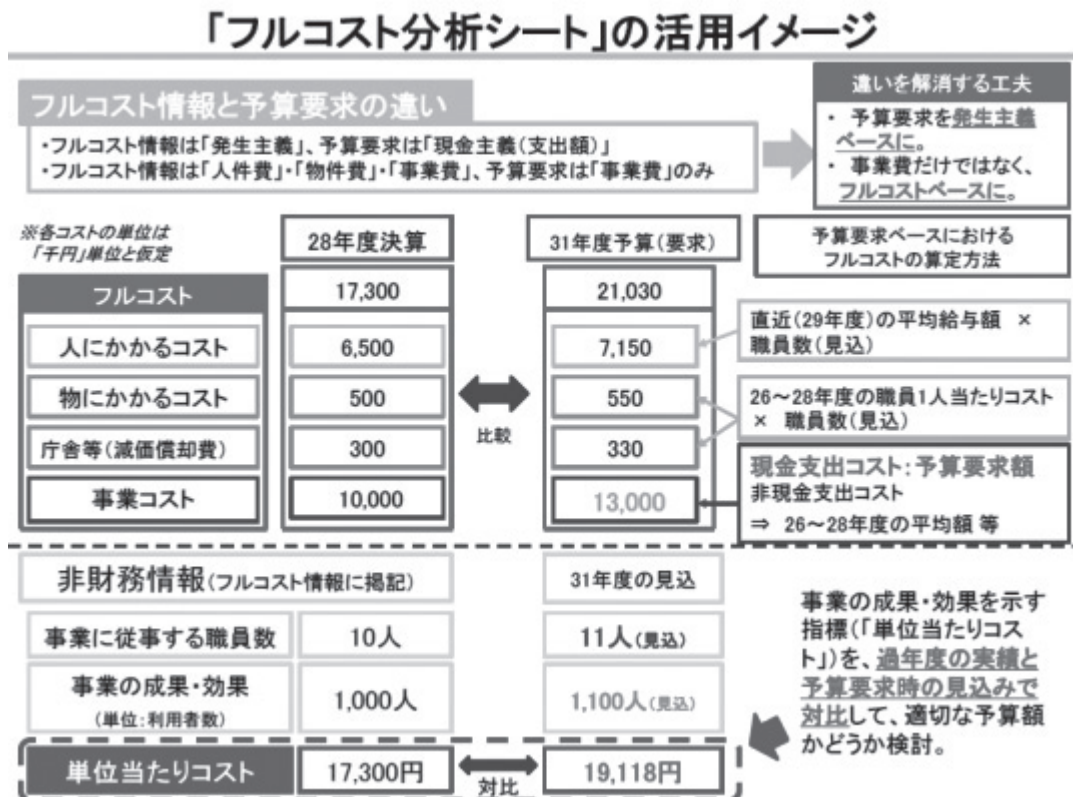 「フルコスト分析シート」の活用イメージ
フルコスト情報と予算要求の違い
・フルコスト情報は「発生主義」、予算要求は「現金主義(支出額)」
・フルコスト情報は「人件費」・「物件費」・「事業費」、予算要求は「事業費」のみ
違いを解消する工夫
・ 予算要求を発生主義
ベースに。
・ 事業費だけではなく、
フルコストベースに。
※各コストの単位は
「千円」単位と仮定
28年度決算
31年度予算(要求)
予算要求ベースにおける
フルコストの算定方法
フルコスト
17,300
21,030
人にかかるコスト
6,500
7,150
直近(29年度)の平均給与額 ×
職員数(見込)
物にかかるコスト
500
550
26～28年度の職員1人当たりコスト
× 職員数(見込)
比較
庁舎等(減価償却費)
300
330
事業コスト
10,000
13,000
現金支出コスト:予算要求額
非現金支出コスト
⇒ 26～28年度の平均額 等
非財務情報(フルコスト情報に掲記)
31年度の見込
事業に従事する職員数
10人
11人(見込)
事業の成果・効果
(単位:利用者数)
1,000人
1,100人(見込)
事業の成果・効果を示す
指標(「単位当たりコス
ト」)を、過年度の実績と
予算要求時の見込みで
対比して、適切な予算額
かどうか検討。
単位当たりコスト
17,300円
対比
19,118円